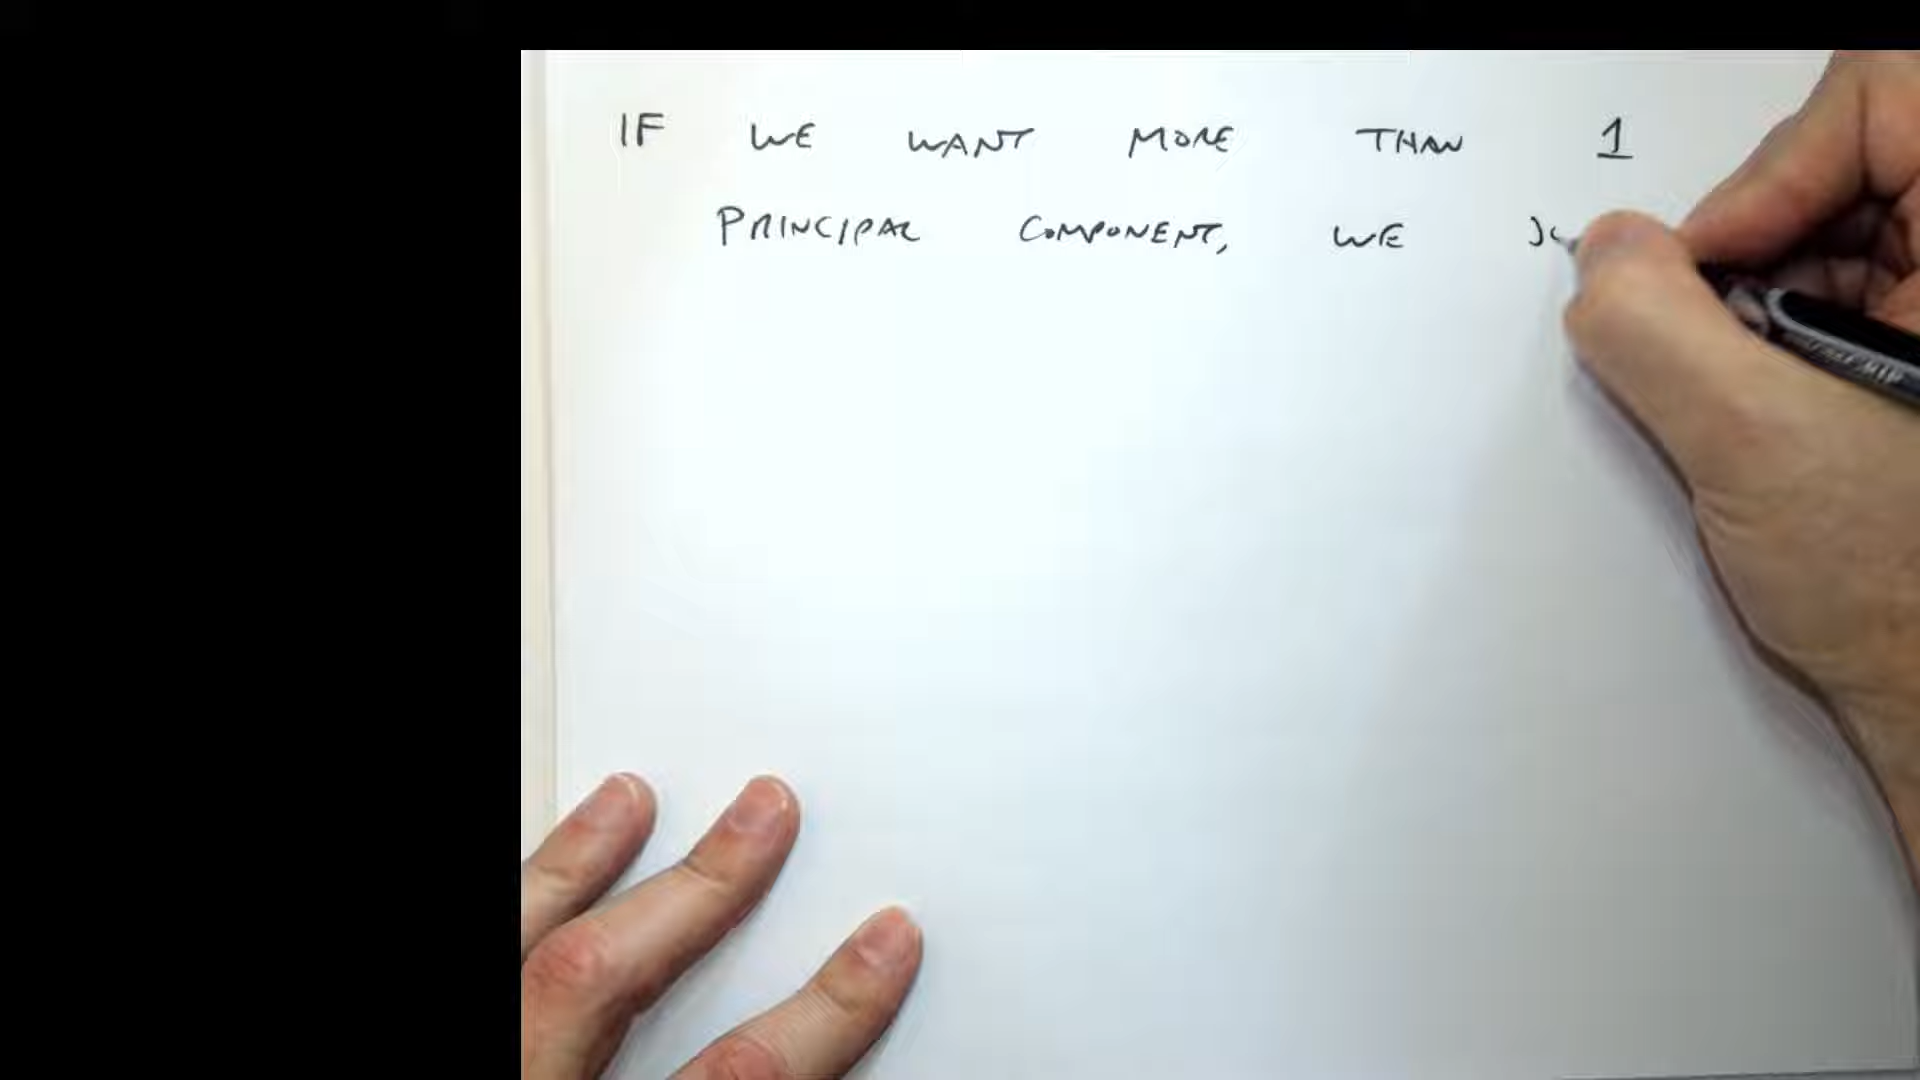 IF WE WANT MORE THAN 1
PRINCIPAL COMPONENT, WE